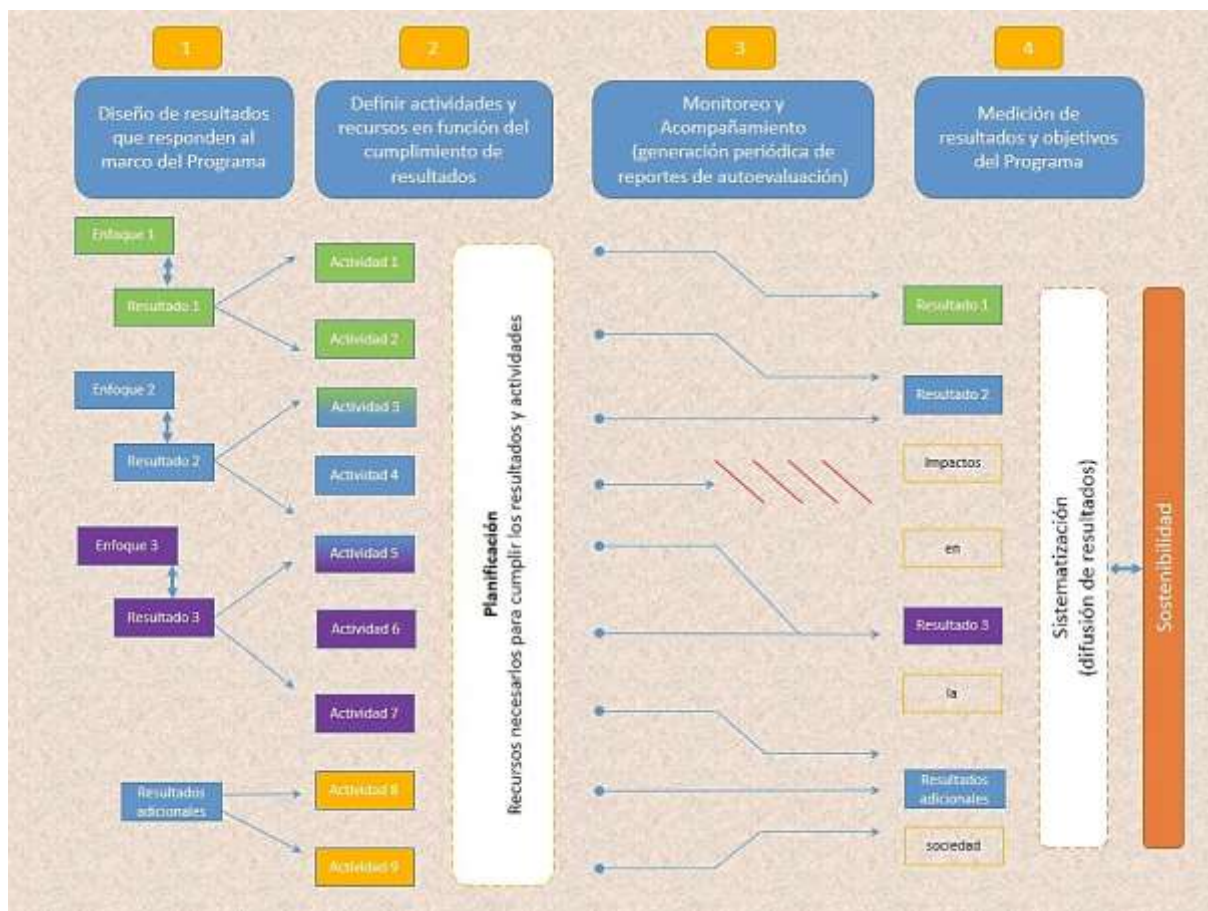 1
2
3
4
Diseño de resultados
que responden al
marco del Programa
Definir actividades y
recursos en función del
cumplimiento de
resultados
Monitoreo y
Acompañamiento
(generación periódica de
reportes de autoevaluación)
Medición de
resultados y objetivos
del Programa
Enfoque 1
Resultado 1
Enfoque 2
Resultado 2
Enfoque 3
Resultado 3
Resultados
adicionales
Actividad 1
Actividad 2
Actividad 3
Actividad 4
Actividad 5
Actividad 6
Actividad 7
Actividad 8
Actividad 9
Planificación
Recursos necesarios para cumplir los resultados y actividades
Resultado 1
Resultado 2
Impactos
en
Resultado 3
la
Resultados
adicionales
sociedad
Sistematización
(difusión de resultados)
Sostenibilidad